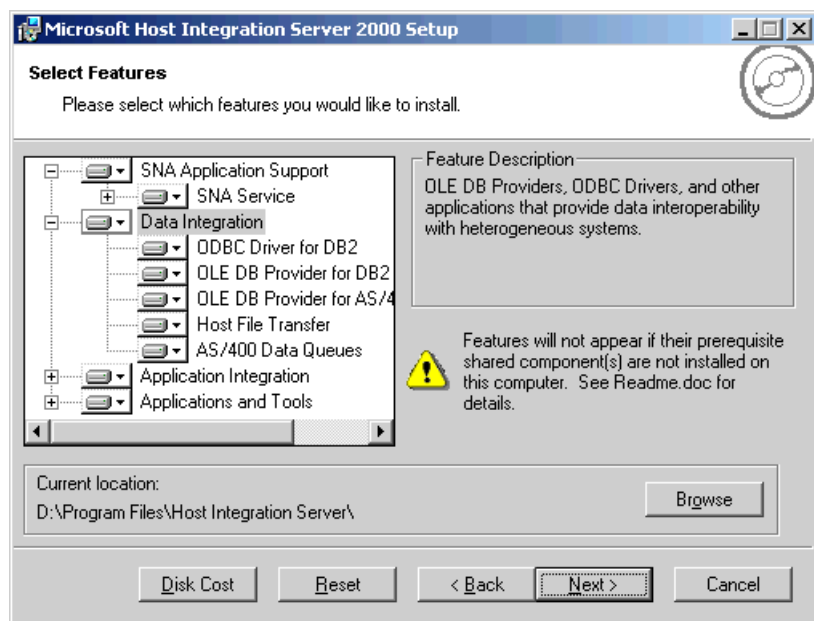 Microsoft Host Integration Server 2000 Setup
Select Features
Please select which features you would like to install.
SNA Application Support
SNA Service
Data Integration
ODBC Driver for DB2
OLE DB Provider for DB2
OLE DB Provider for AS/4
Host File Transfer
AS/400 Data Queues
Application Integration
Applications and Tools
Feature Description
OLE DB Providers, ODBC Drivers, and other
applications that provide data interoperability
with heterogeneous systems.
Features will not appear if their prerequisite
shared component(s) are not installed on
this computer. See Readme.doc for
details.
Current location:
D:\Program Files\Host Integration Server\
Browse
Disk Cost
Reset
< Back
Next >
Cancel